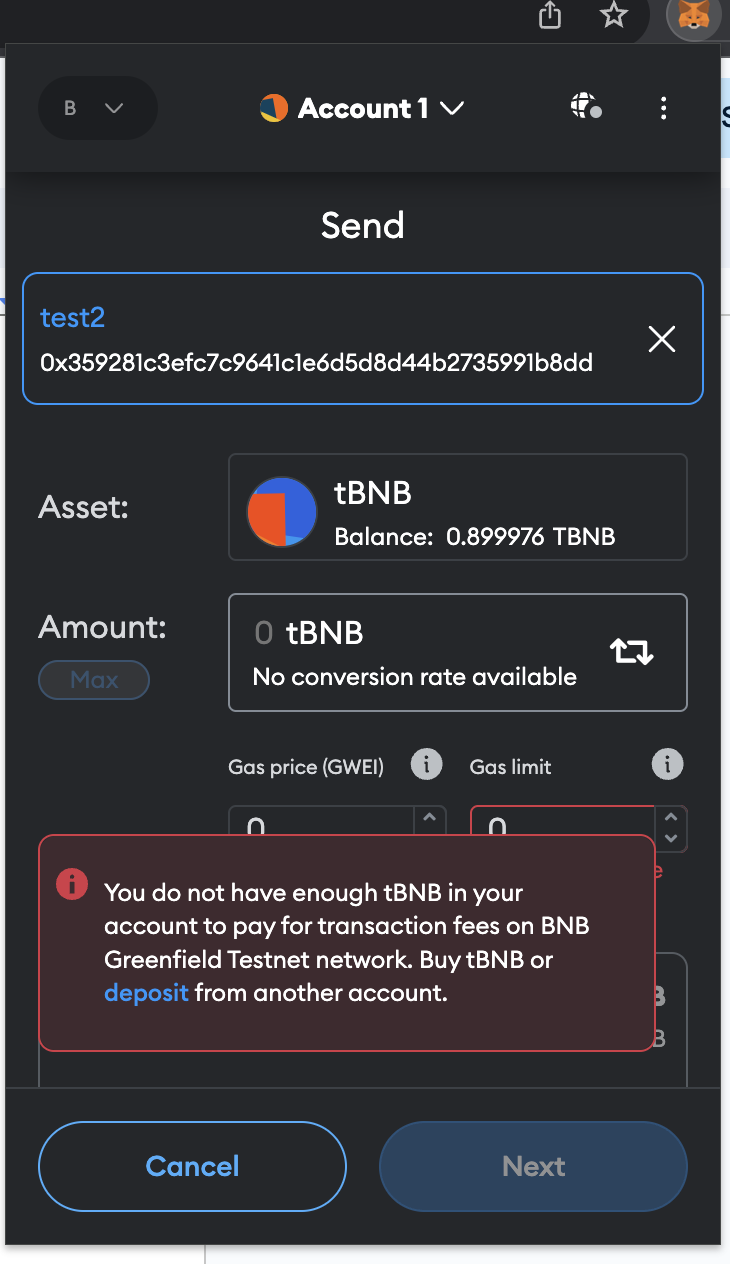 B
Account 1
Send
test2
0x359281c3efc7c9641c1e6d5d8d44b2735991b8dd
Asset:
tBNB
Balance: 0.899976 TBNB
Amount:
Max
0 tBNB
No conversion rate available
Gas price (GWEI)
Gas limit
0
0
You do not have enough tBNB in your
account to pay for transaction fees on BNB
Greenfield Testnet network. Buy tBNB or
deposit from another account.
B
B
Cancel
Next